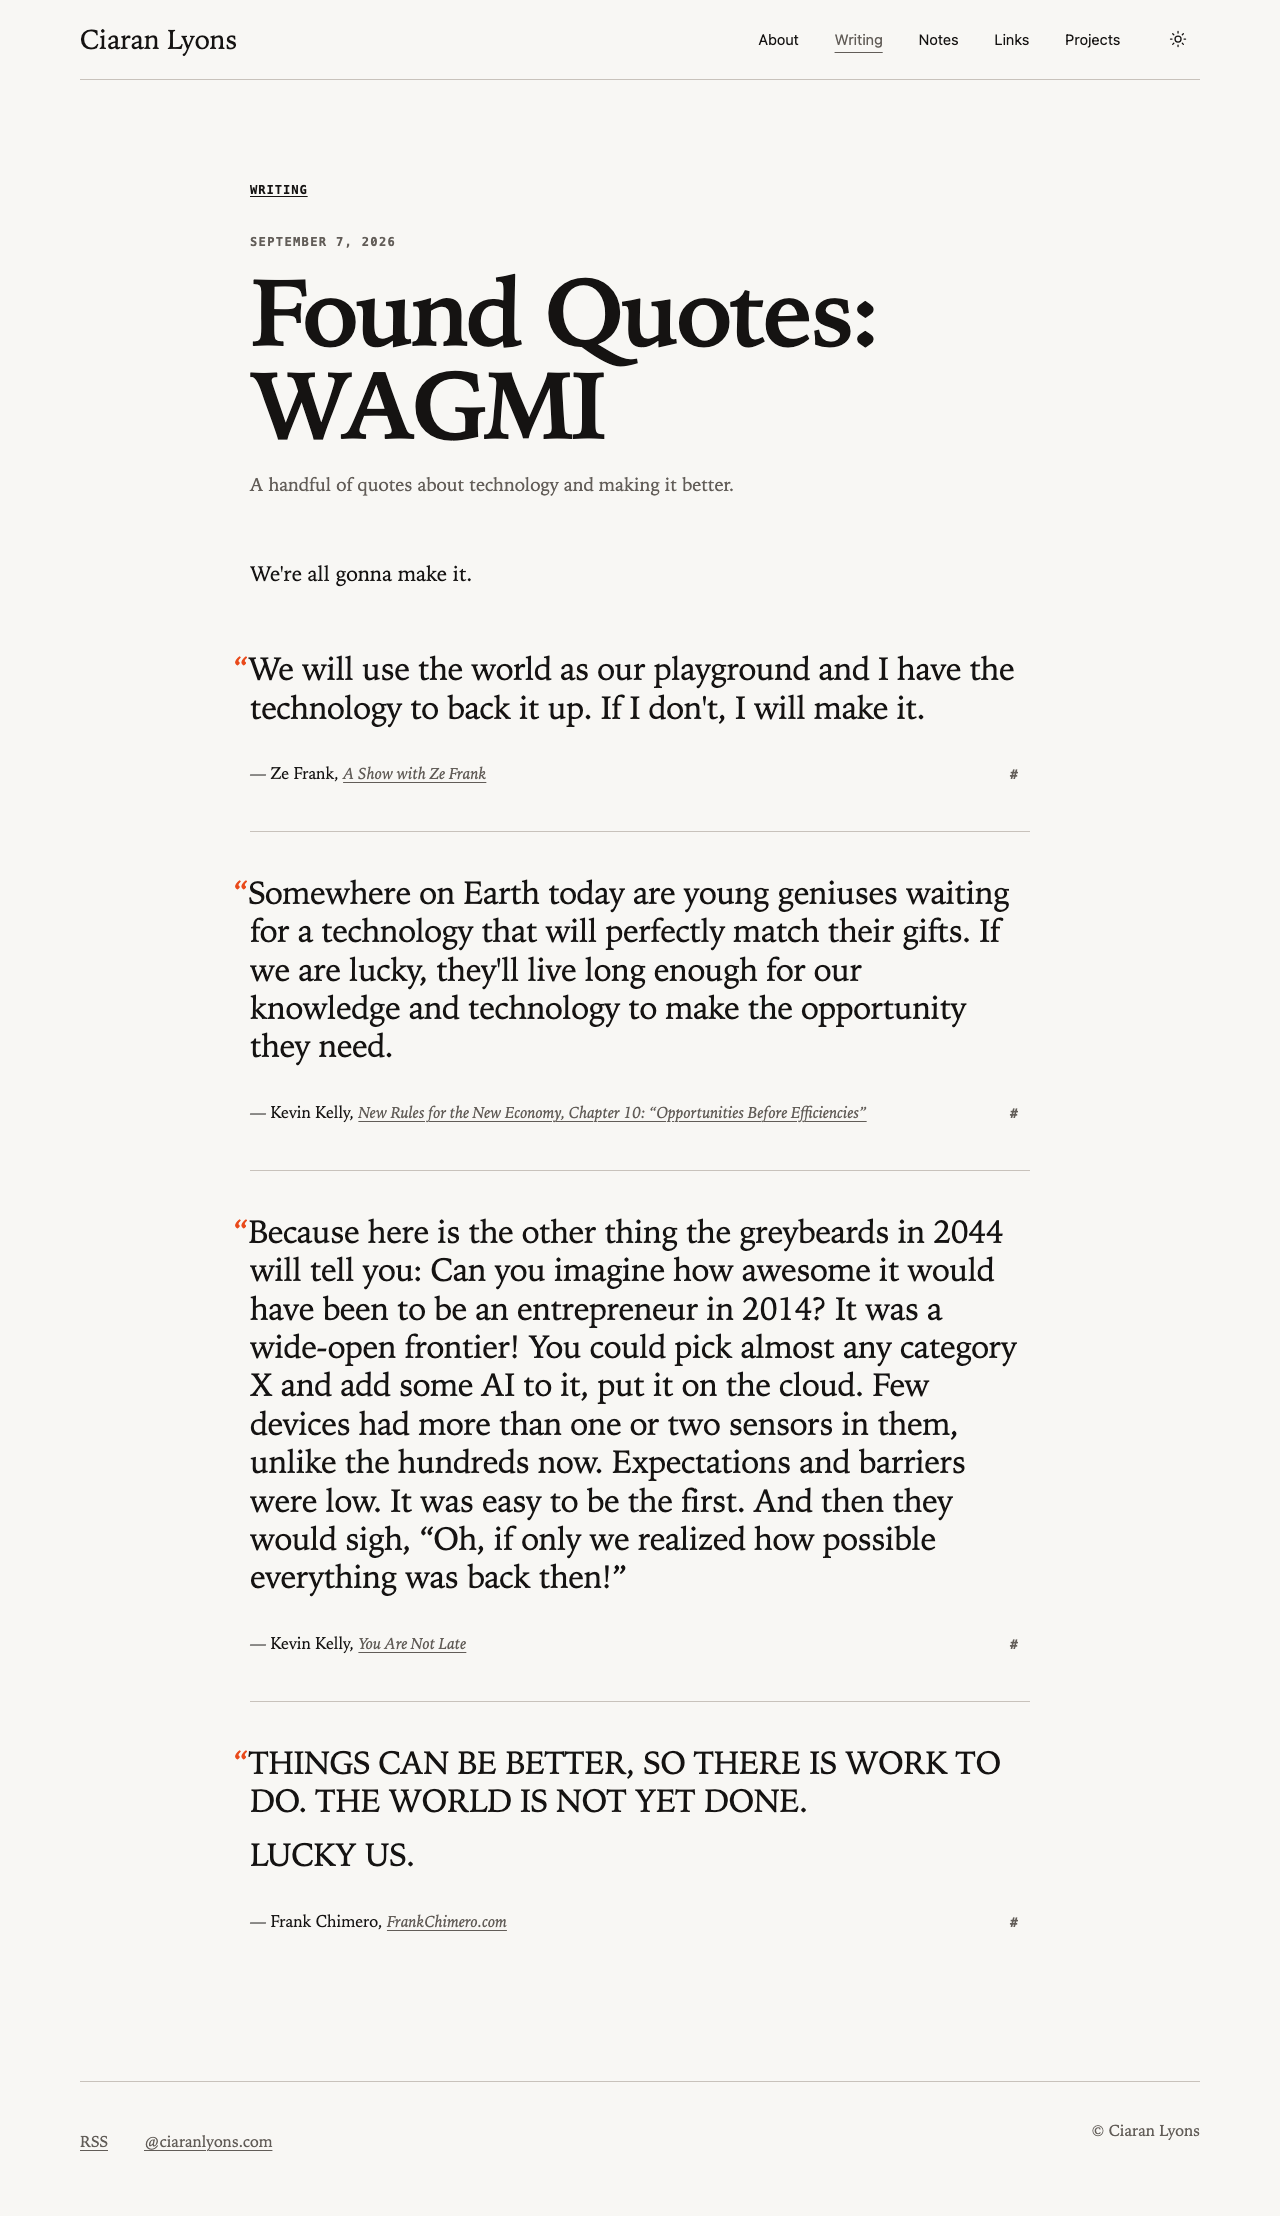 Ciaran Lyons
About Writing Notes Links Projects
WRITING
SEPTEMBER 7, 2026
Found Quotes:
WAGMI
A handful of quotes about technology and making it better.
We're all gonna make it.
“We will use the world as our playground and I have the
technology to back it up. If I don't, I will make it.
— Ze Frank, A Show with Ze Frank #
“Somewhere on Earth today are young geniuses waiting
for a technology that will perfectly match their gifts. If
we are lucky, they'll live long enough for our
knowledge and technology to make the opportunity
they need.
— Kevin Kelly, New Rules for the New Economy, Chapter 10: “Opportunities Before Efficiencies” #
“Because here is the other thing the greybeards in 2044
will tell you: Can you imagine how awesome it would
have been to be an entrepreneur in 2014? It was a
wide-open frontier! You could pick almost any category
X and add some AI to it, put it on the cloud. Few
devices had more than one or two sensors in them,
unlike the hundreds now. Expectations and barriers
were low. It was easy to be the first. And then they
would sigh, “Oh, if only we realized how possible
everything was back then!”
— Kevin Kelly, You Are Not Late #
“THINGS CAN BE BETTER, SO THERE IS WORK TO
DO. THE WORLD IS NOT YET DONE.
LUCKY US.
— Frank Chimero, FrankChimero.com #
RSS @ciaranlyons.com © Ciaran Lyons